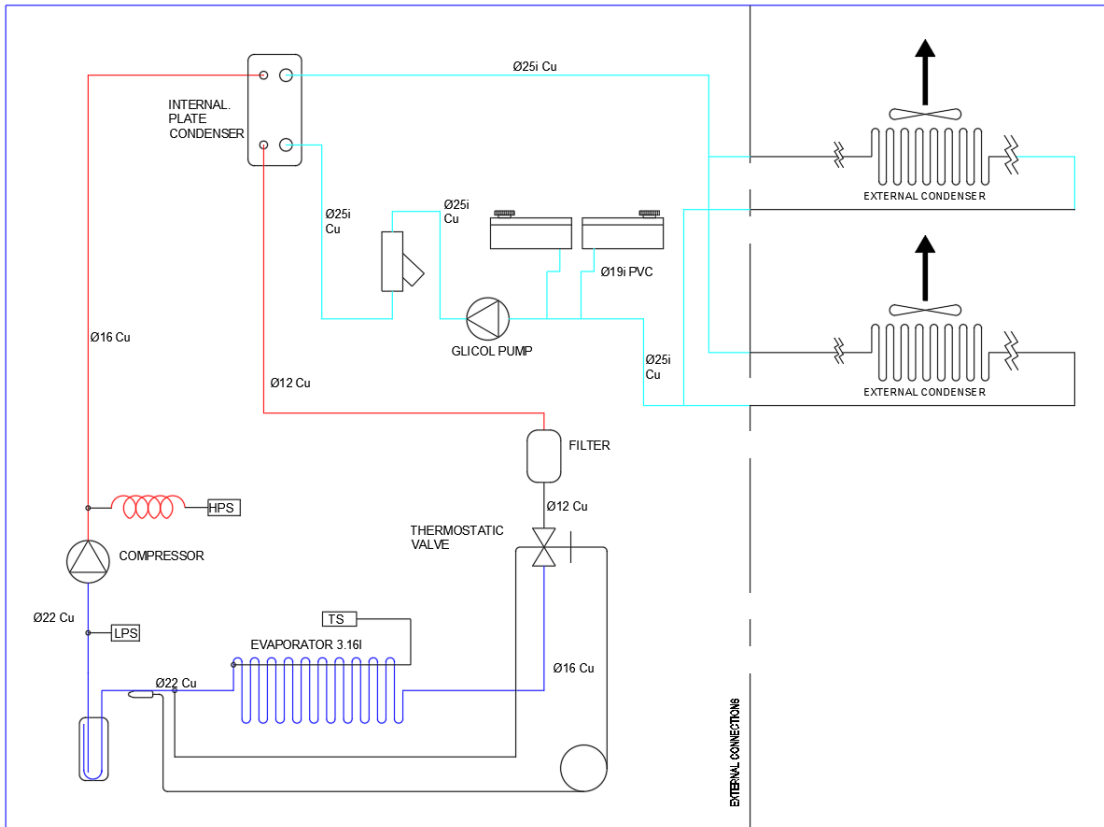 Ø25i Cu
INTERNAL.
PLATE
CONDENSER
EXTERNAL CONDENSER
Ø25i
Cu
Ø25i
Cu
Ø19i PVC
Ø16 Cu
GLICOL PUMP
Ø25i
Cu
Ø12 Cu
EXTERNAL CONDENSER
FILTER
HPS
Ø12 Cu
THERMOSTATIC
VALVE
COMPRESSOR
Ø22 Cu
LPS
TS
EVAPORATOR 3.16l
Ø16 Cu
Ø22 Cu
EXTERNAL CONNECTIONS